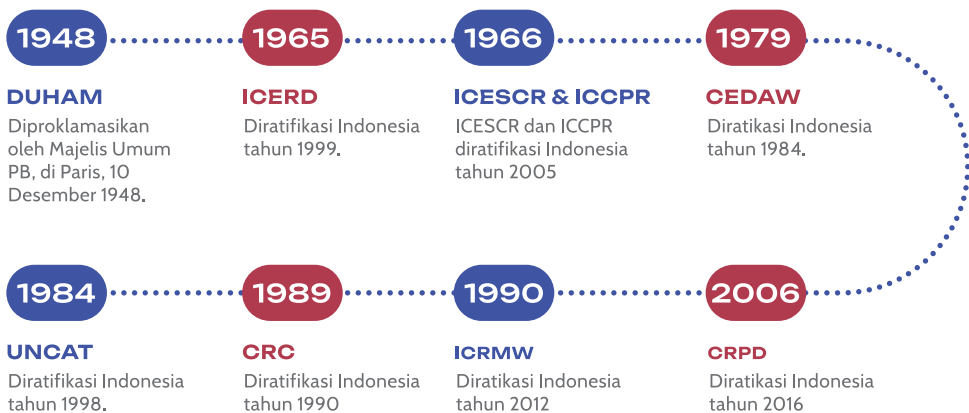 1948
DUHAM
Diproklamasikan
oleh Majelis Umum
PB, di Paris, 10
Desember 1948.
1965
ICERD
Diratifikasi Indonesia
tahun 1999.
1966
ICESCR & ICCPR
ICESCR dan ICCPR
diratifikasi Indonesia
tahun 2005
1979
CEDAW
Diratikasi Indonesia
tahun 1984.
1984
UNCAT
Diratifikasi Indonesia
tahun 1998.
1989
CRC
Diratifikasi Indonesia
tahun 1990
1990
ICRMW
Diratikasi Indonesia
tahun 2012
2006
CRPD
Diratikasi Indonesia
tahun 2016